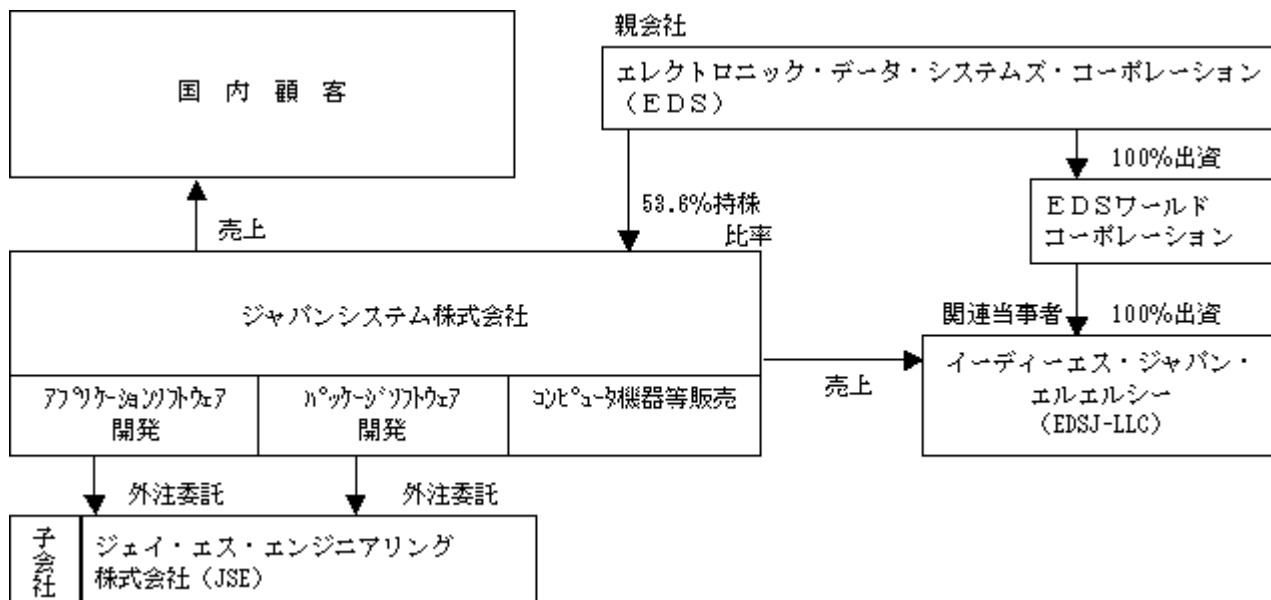 親会社
エレクトロニック・データ・システムズ・コーポレーション
（ＥＤＳ）
国 内 顧 客
100%出資
53.6%持株
比率
ＥＤＳワールド
コーポレーション
売上
ジャパンシステム株式会社
関連当事者
100%出資
イーディーエス・ジャパン・
エルエルシー
(EDSJ-LLC)
売上
ｱﾌﾟﾘｹｰｼｮﾝｿﾌﾄｳｪｱ
開発
ﾊﾟｯｹｰｼﾞｿﾌﾄｳｪｱ
開発
ｺﾝﾋﾟｭｰﾀ機器等販売
外注委託
外注委託
子会社
ジェイ・エス・エンジニアリング
株式会社（JSE）